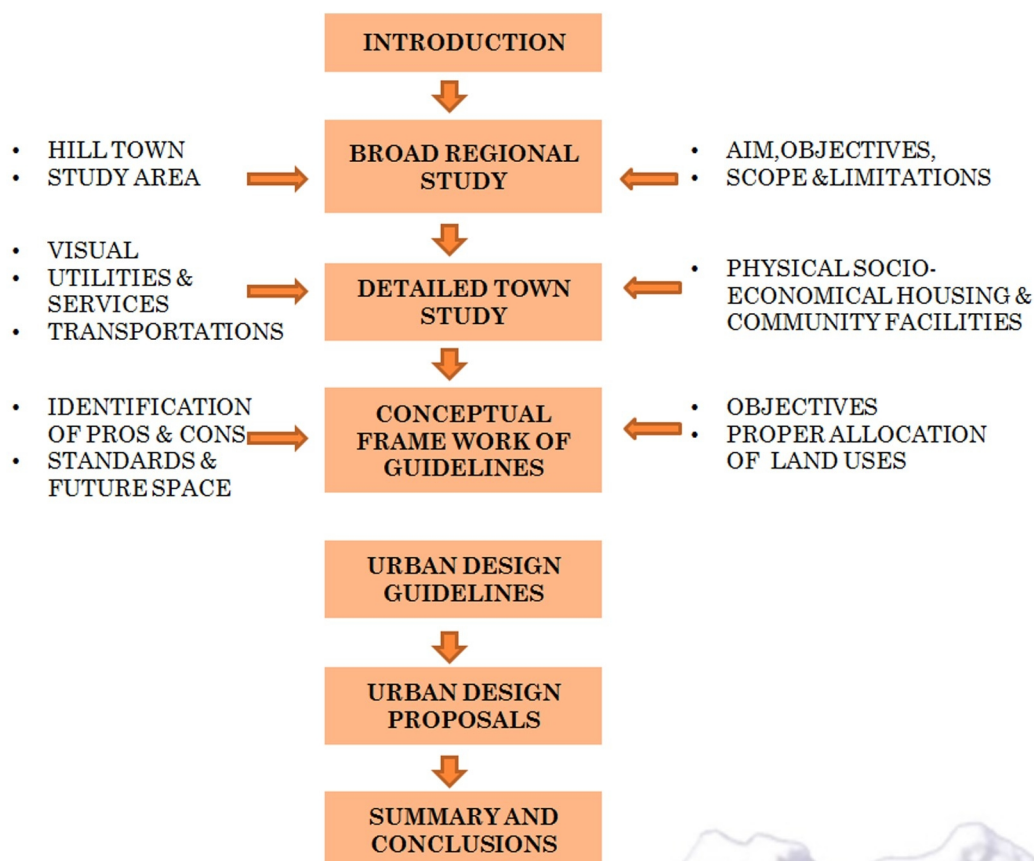 INTRODUCTION
BROAD REGIONAL
STUDY
• HILL TOWN
• STUDY AREA
• AIM,OBJECTIVES,
• SCOPE &LIMITATIONS
DETAILED TOWN
STUDY
• VISUAL
• UTILITIES &
SERVICES
• TRANSPORTATIONS
• PHYSICAL SOCIO-
ECONOMICAL HOUSING &
COMMUNITY FACILITIES
CONCEPTUAL
FRAME WORK OF
GUIDELINES
• IDENTIFICATION
OF PROS & CONS
• STANDARDS &
FUTURE SPACE
• OBJECTIVES
• PROPER ALLOCATION
OF LAND USES
URBAN DESIGN
GUIDELINES
URBAN DESIGN
PROPOSALS
SUMMARY AND
CONCLUSIONS